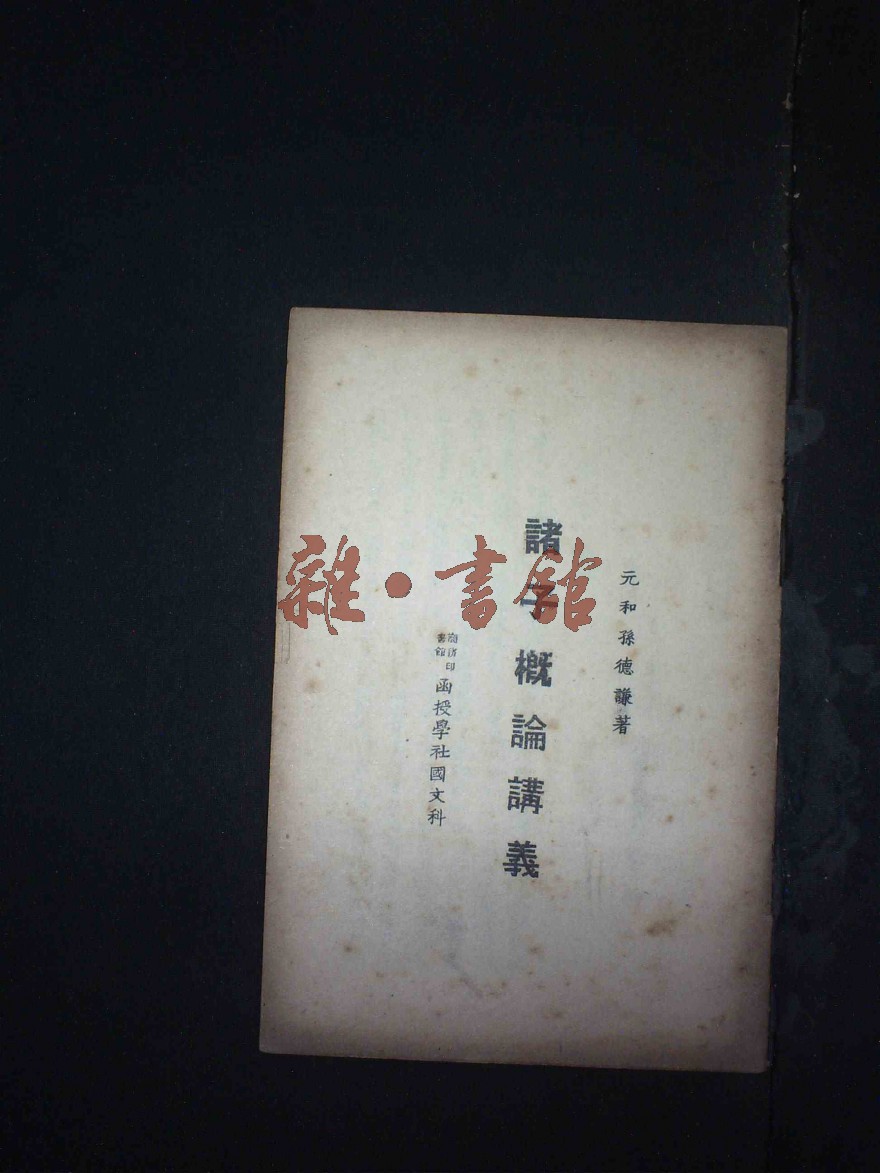 元和孫德謙著
諸子概論講義
商務印書館函授學社國文科
雜·書館